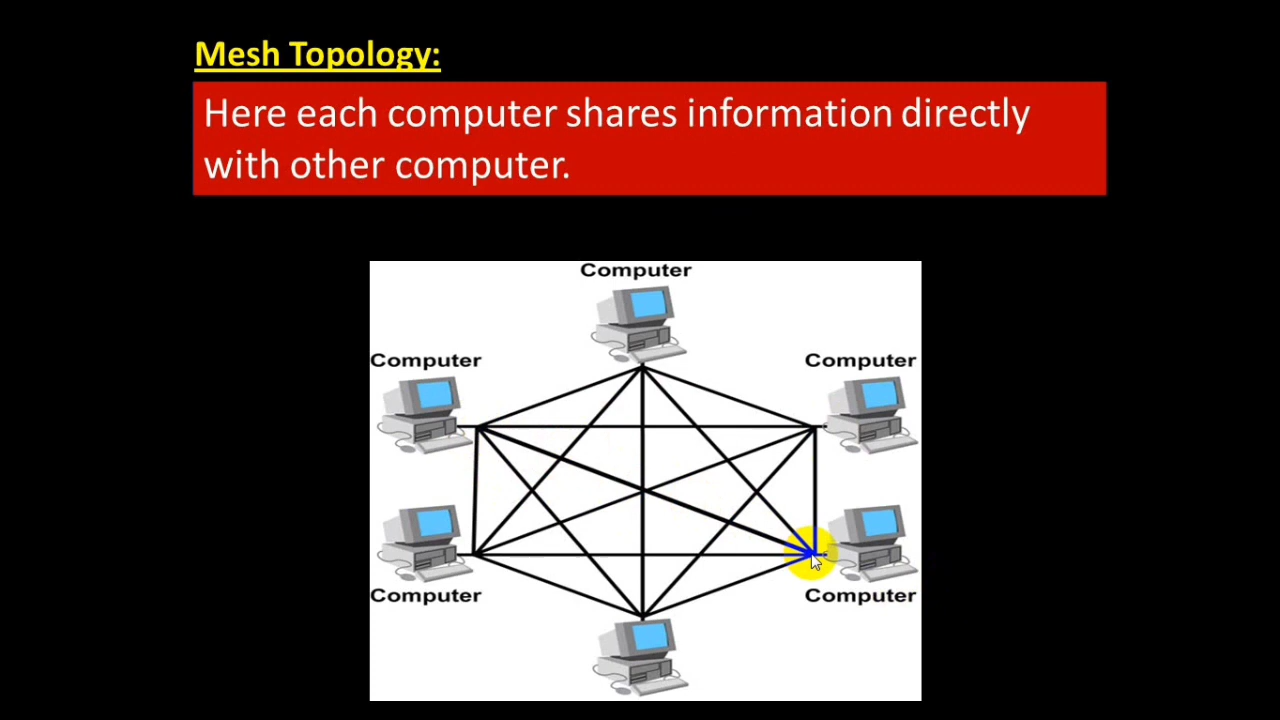 Mesh Topology:
Here each computer shares information directly
with other computer.
Computer
Computer
Computer
Computer
Computer